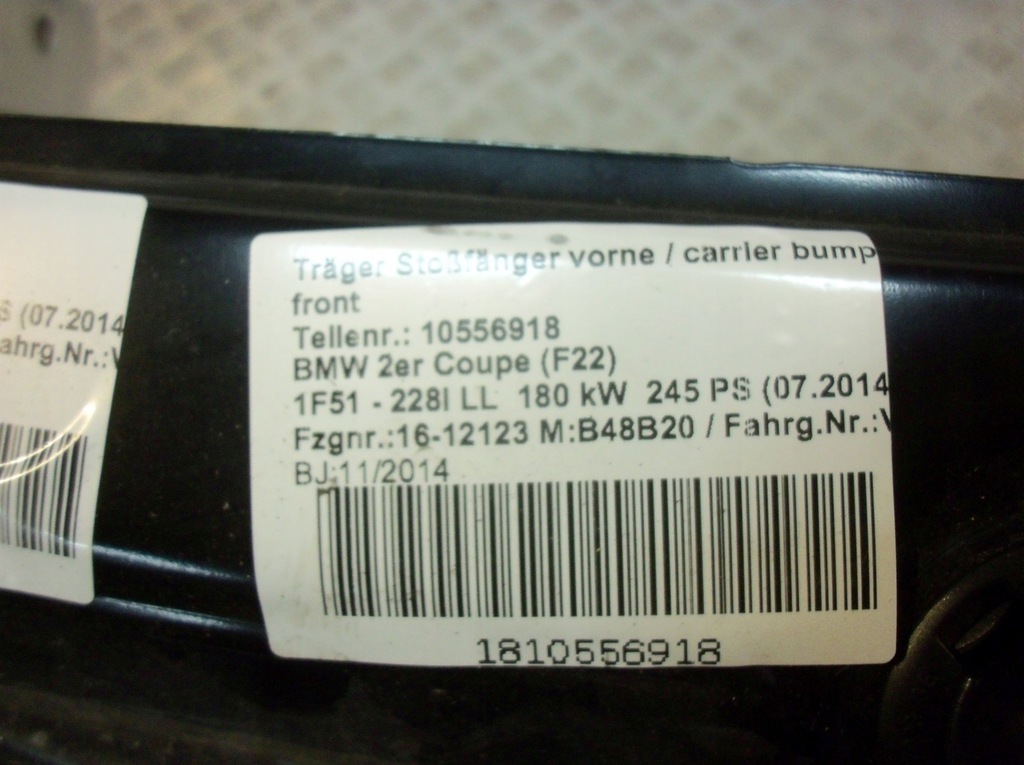 S (07.2014
ahrg.Nr.:V
Träger Stoßfänger vorne / carrier bump
front
Teilenr.: 10556918
BMW 2er Coupe (F22)
1F51 - 228i LL 180 kW 245 PS (07.2014
Fzgnr.:16-12123 M:B48B20 / Fahrg.Nr.:V
BJ:11/2014
1810556918